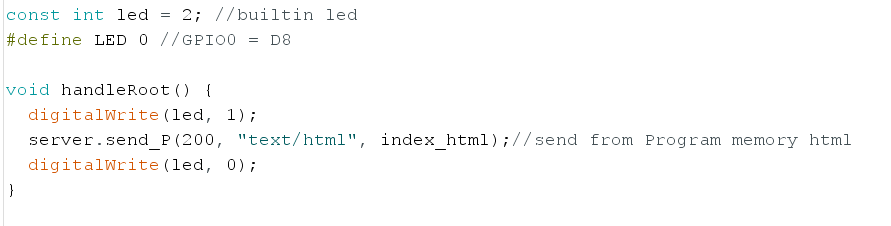 const int led = 2; //builtin led
#define LED 0 //GPIO0 = D8
void handleRoot() {
  digitalWrite(led, 1);
  server.send_P(200, "text/html", index_html);//send from Program memory html
  digitalWrite(led, 0);
}